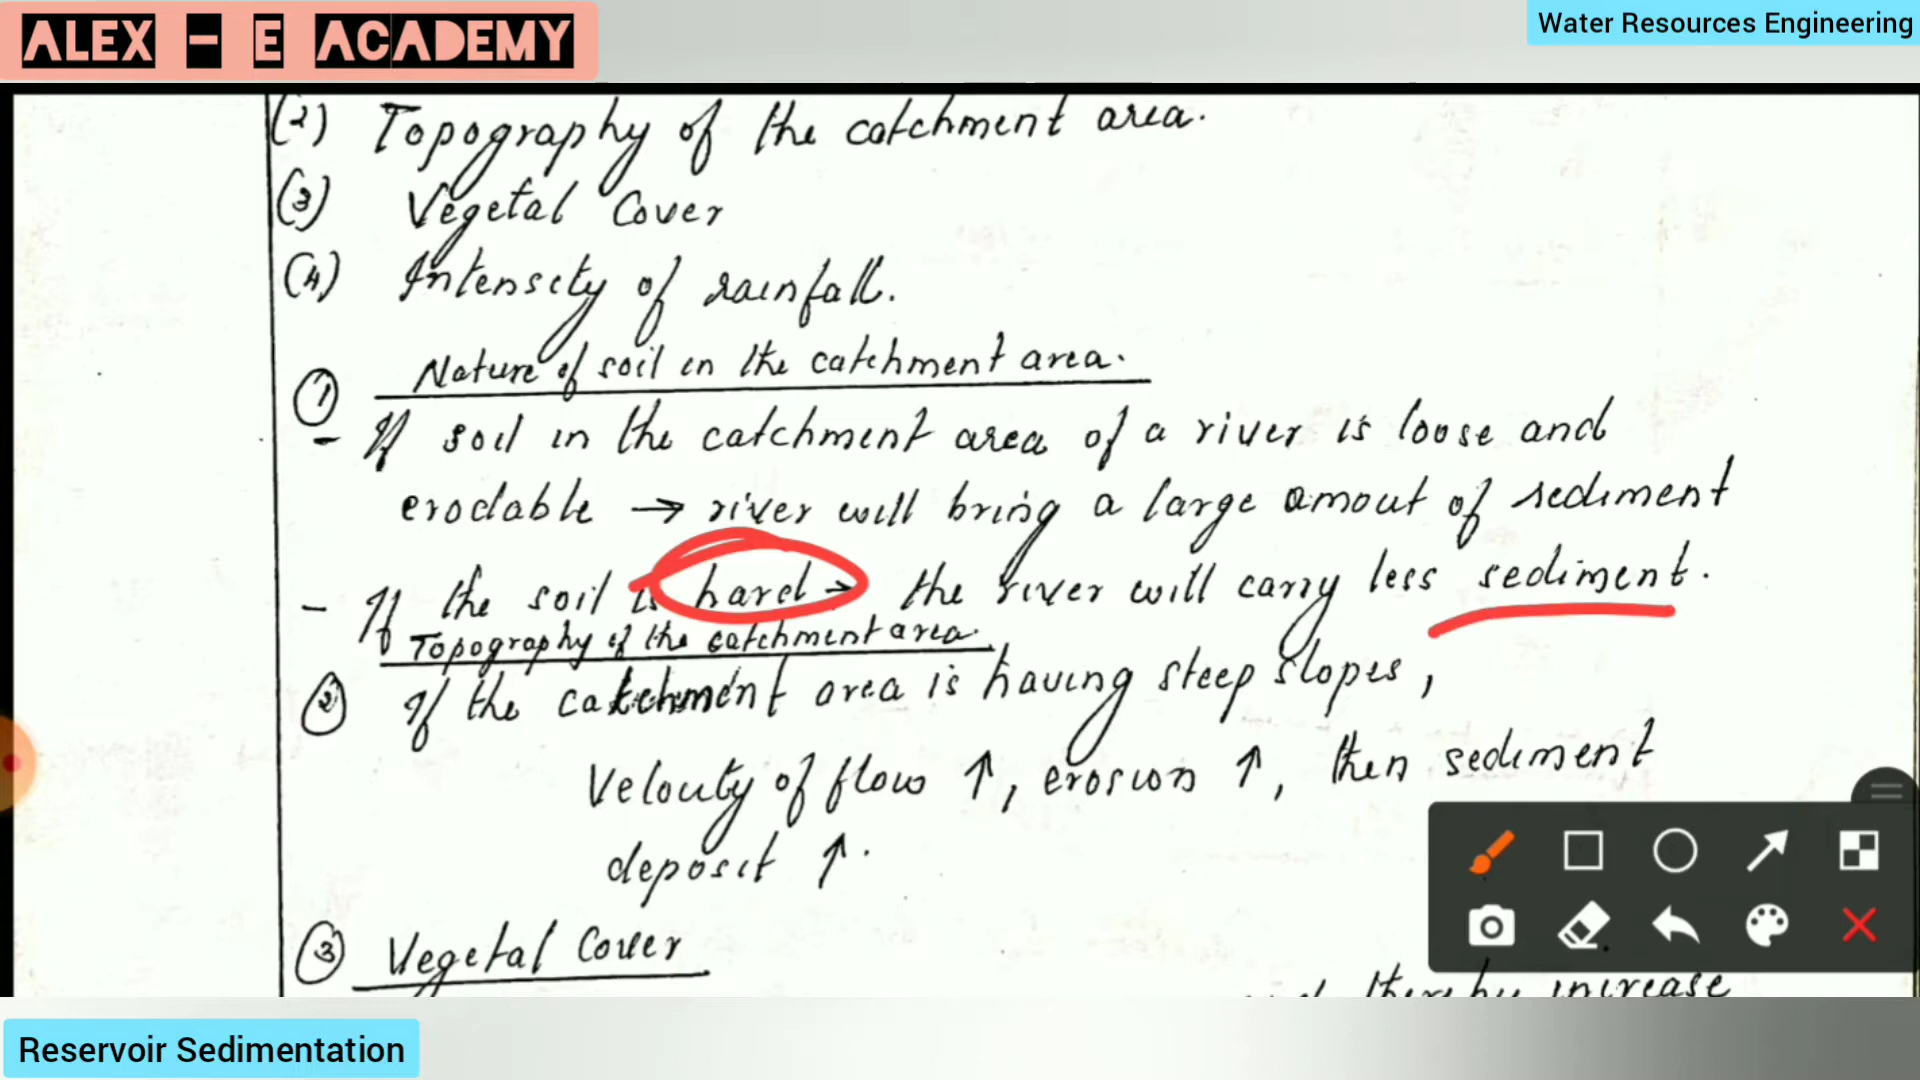 ALEX - E ACADEMY
Water Resources Engineering
(2) Topography of the catchment area.
(3) Vegetal Cover
(4) Intensity of rainfall.
① Nature of soil in the catchment area.
- If soil in the catchment area of a river is loose and
erodable → river will bring a large amout of sediment
- If the soil is hard → the river will carry less sediment.
Topography of the catchment area.
② If the catchment area is having steep slopes,
Velocity of flow ↑, erosion ↑, then sediment
deposit ↑.
③ Vegetal Cover
thereby increase
Reservoir Sedimentation